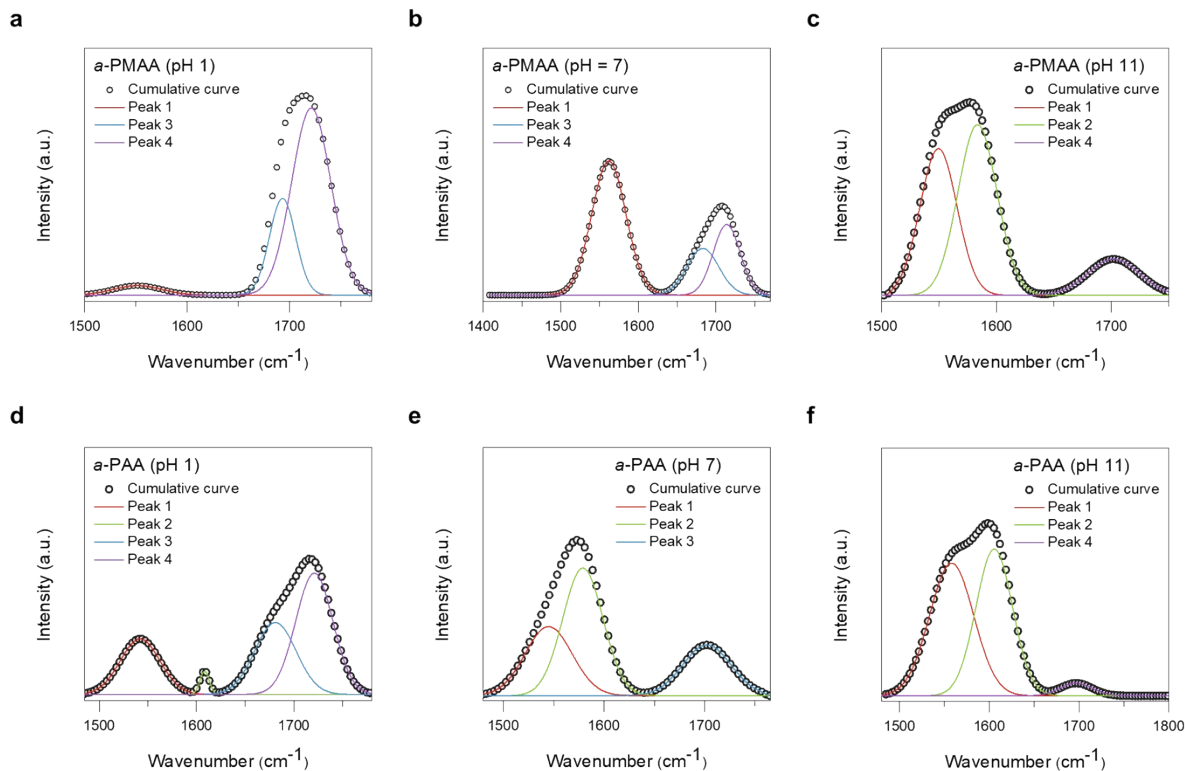 a
a-PMAA (pH 1)
Cumulative curve
Peak 1
Peak 3
Peak 4
Intensity (a.u.)
1500 1600 1700
Wavenumber (cm-1)
b
a-PMAA (pH = 7)
Cumulative curve
Peak 1
Peak 3
Peak 4
Intensity (a.u.)
1400 1500 1600 1700
Wavenumber (cm-1)
c
a-PMAA (pH 11)
Cumulative curve
Peak 1
Peak 2
Peak 4
Intensity (a.u.)
1500 1600 1700
Wavenumber (cm-1)
d
a-PAA (pH 1)
Cumulative curve
Peak 1
Peak 2
Peak 3
Peak 4
Intensity (a.u.)
1500 1600 1700
Wavenumber (cm-1)
e
a-PAA (pH 7)
Cumulative curve
Peak 1
Peak 2
Peak 3
Intensity (a.u.)
1500 1600 1700
Wavenumber (cm-1)
f
a-PAA (pH 11)
Cumulative curve
Peak 1
Peak 2
Peak 4
Intensity (a.u.)
1500 1600 1700 1800
Wavenumber (cm-1)